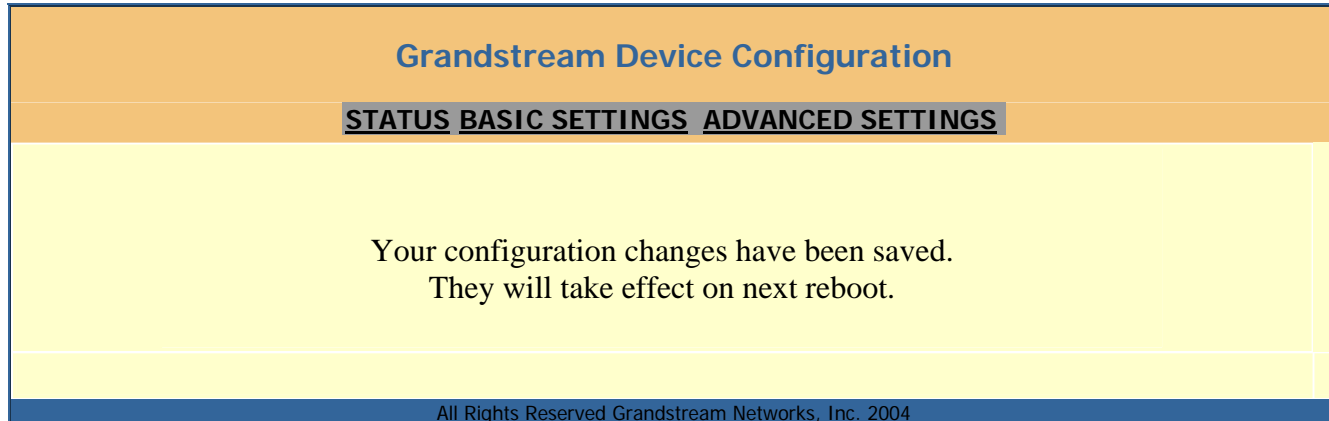 Grandstream Device Configuration
STATUS BASIC SETTINGS ADVANCED SETTINGS
Your configuration changes have been saved.
They will take effect on next reboot.
All Rights Reserved Grandstream Networks, Inc. 2004